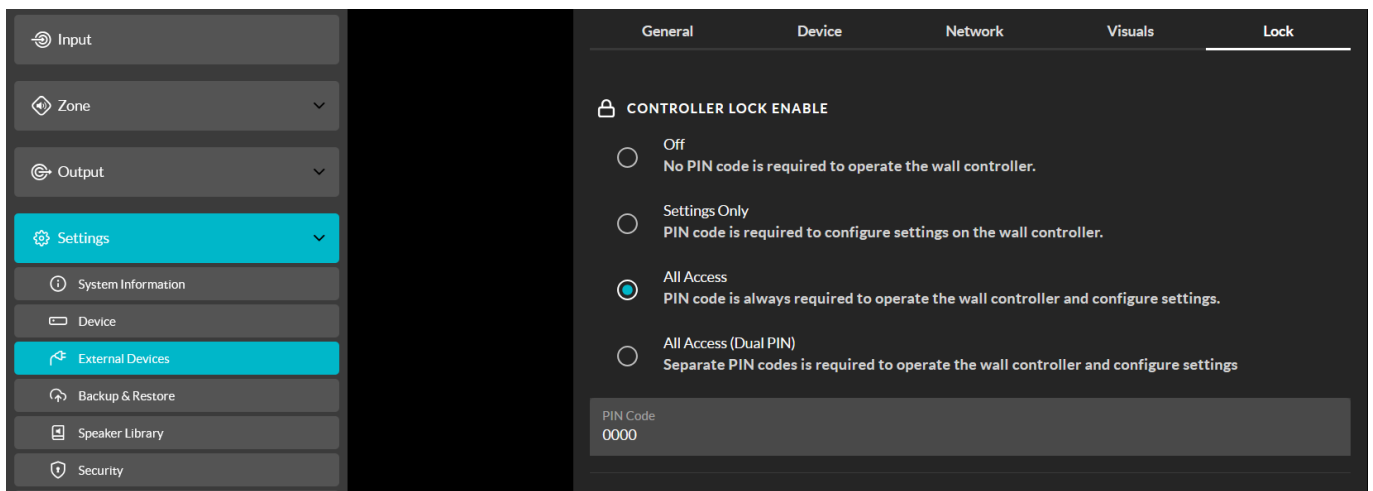 Input
Zone
Output
Settings
System Information
Device
External Devices
Backup & Restore
Speaker Library
Security
General Device Network Visuals Lock
CONTROLLER LOCK ENABLE
Off
No PIN code is required to operate the wall controller.
Settings Only
PIN code is required to configure settings on the wall controller.
All Access
PIN code is always required to operate the wall controller and configure settings.
All Access (Dual PIN)
Separate PIN codes is required to operate the wall controller and configure settings
PIN Code
0000